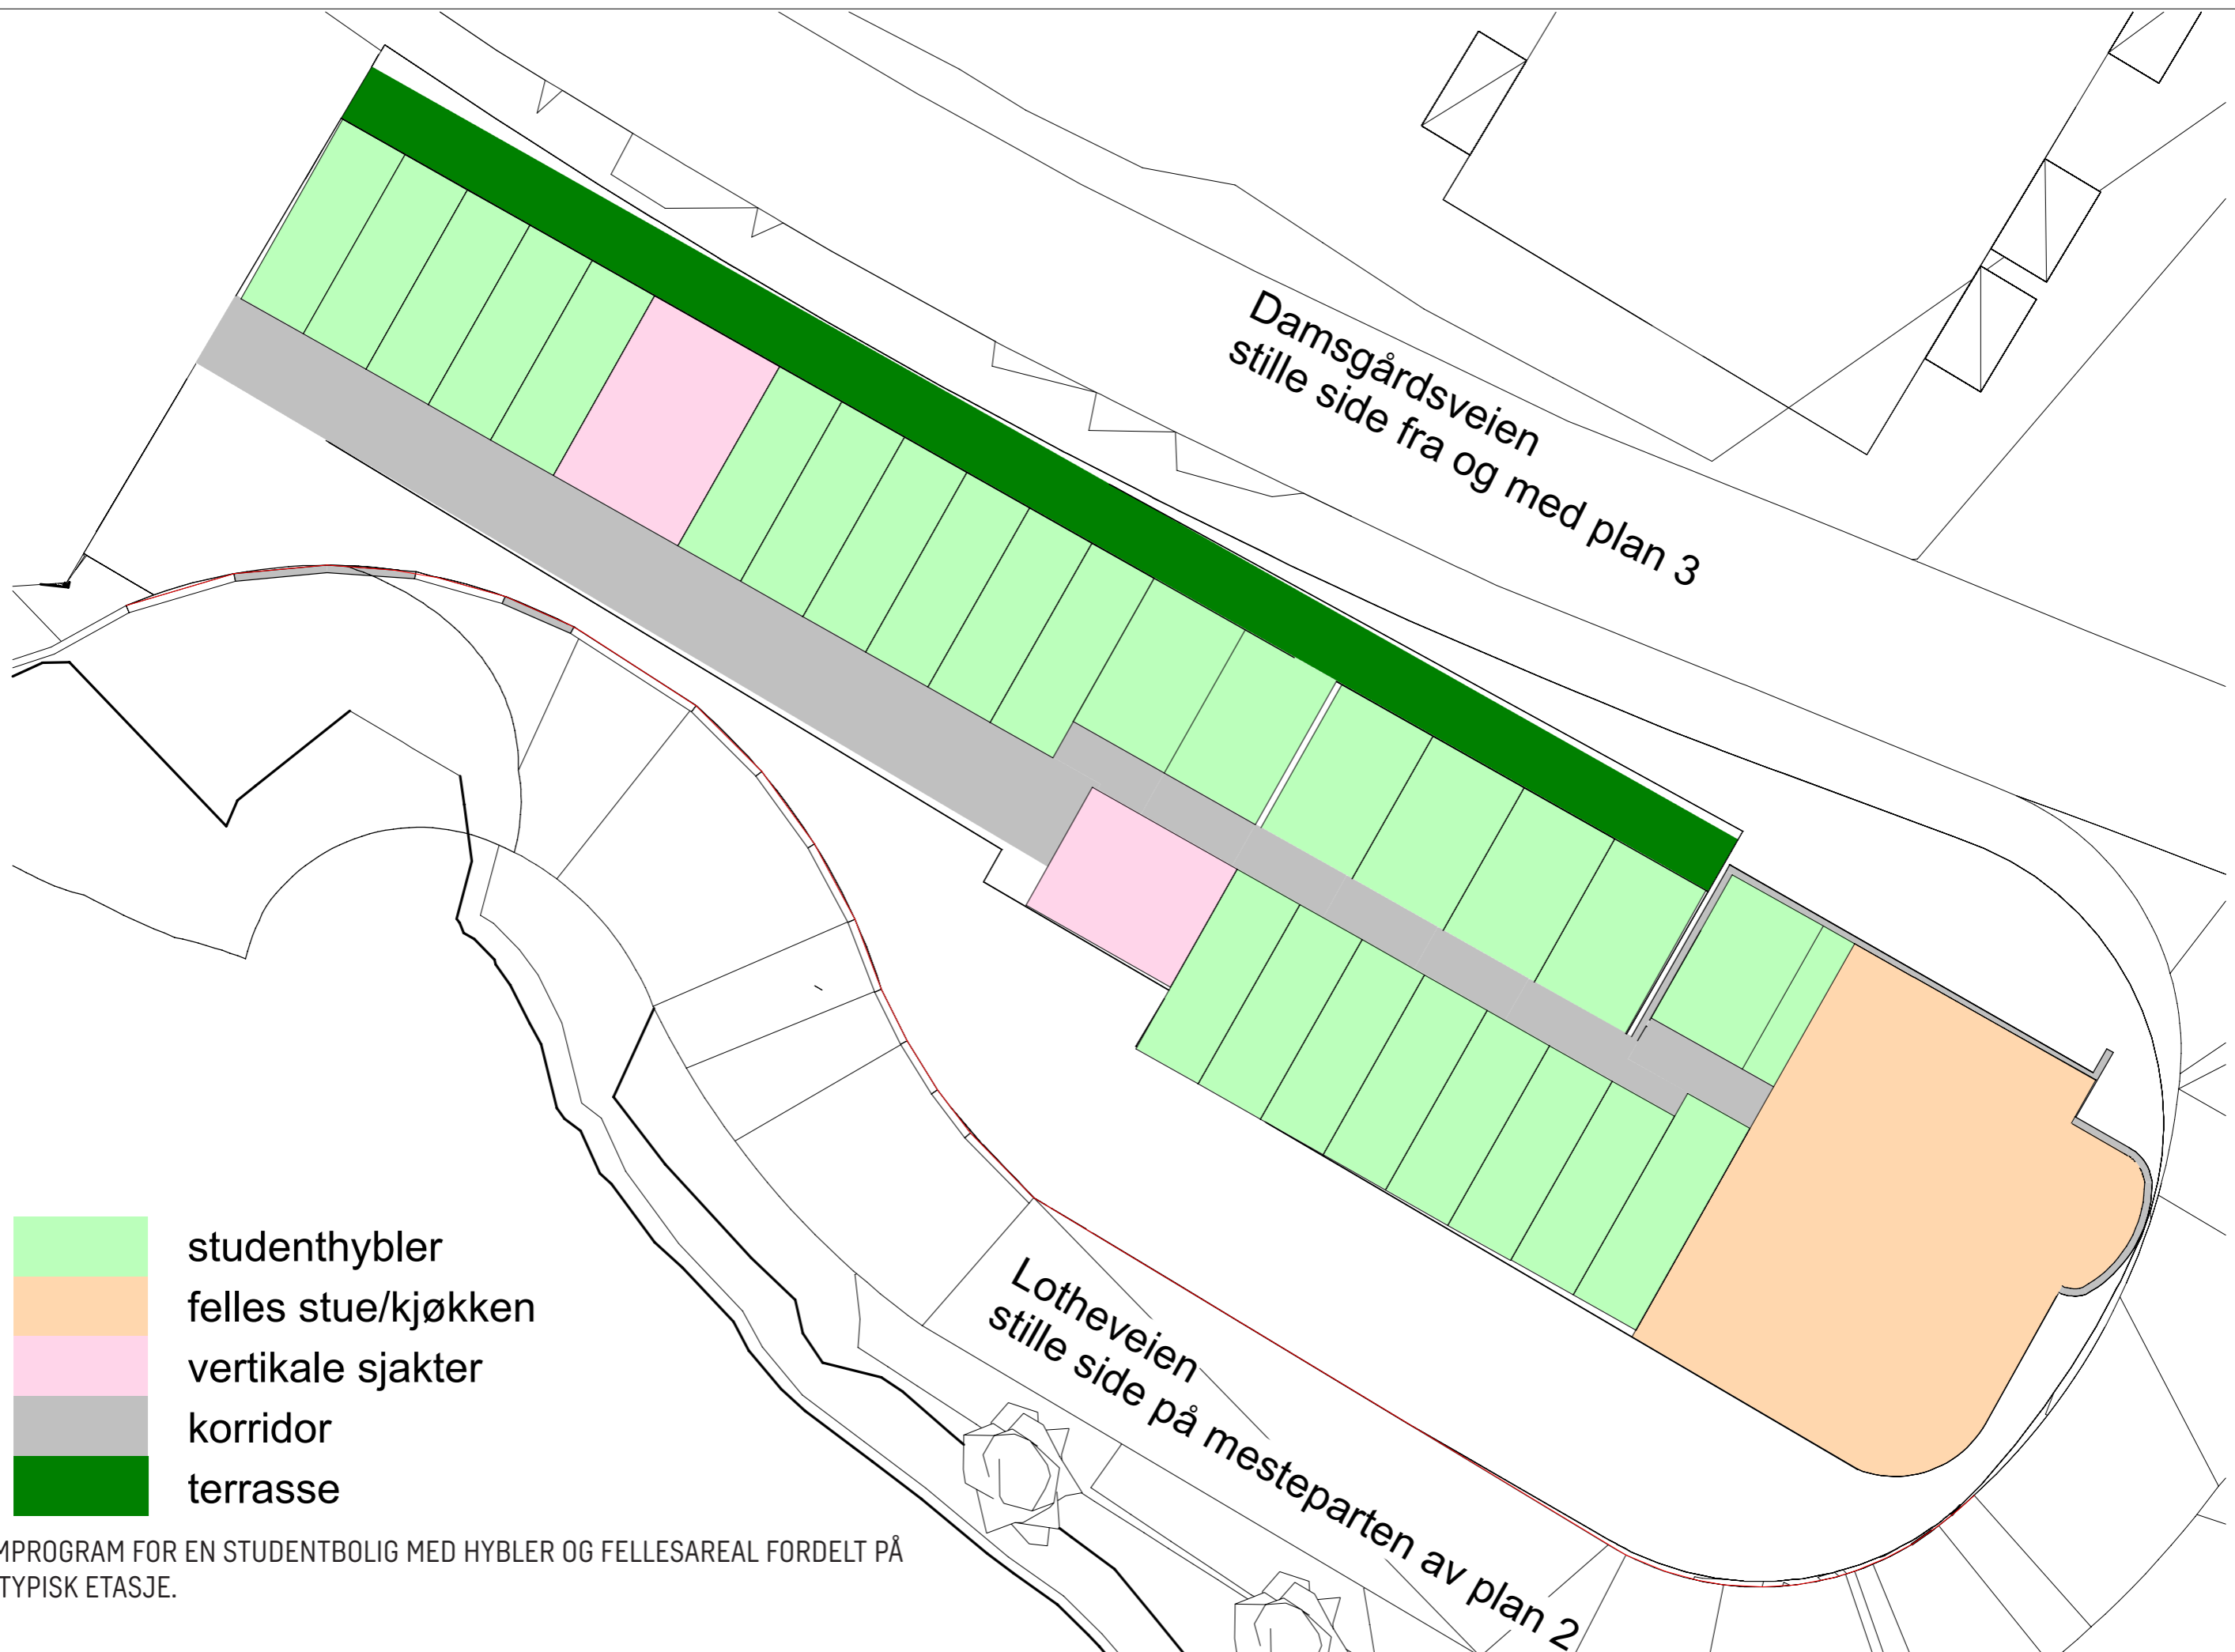 Damsgårdsveien
stille side fra og med plan 3
studenthybler
felles stue/kjøkken
vertikale sjakter
korridor
terrasse
Lotheveien
stille side på mesteparten av plan 2
MPROGRAM FOR EN STUDENTBOLIG MED HYBLER OG FELLESAREAL FORDELT PÅ
TYPISK ETASJE.